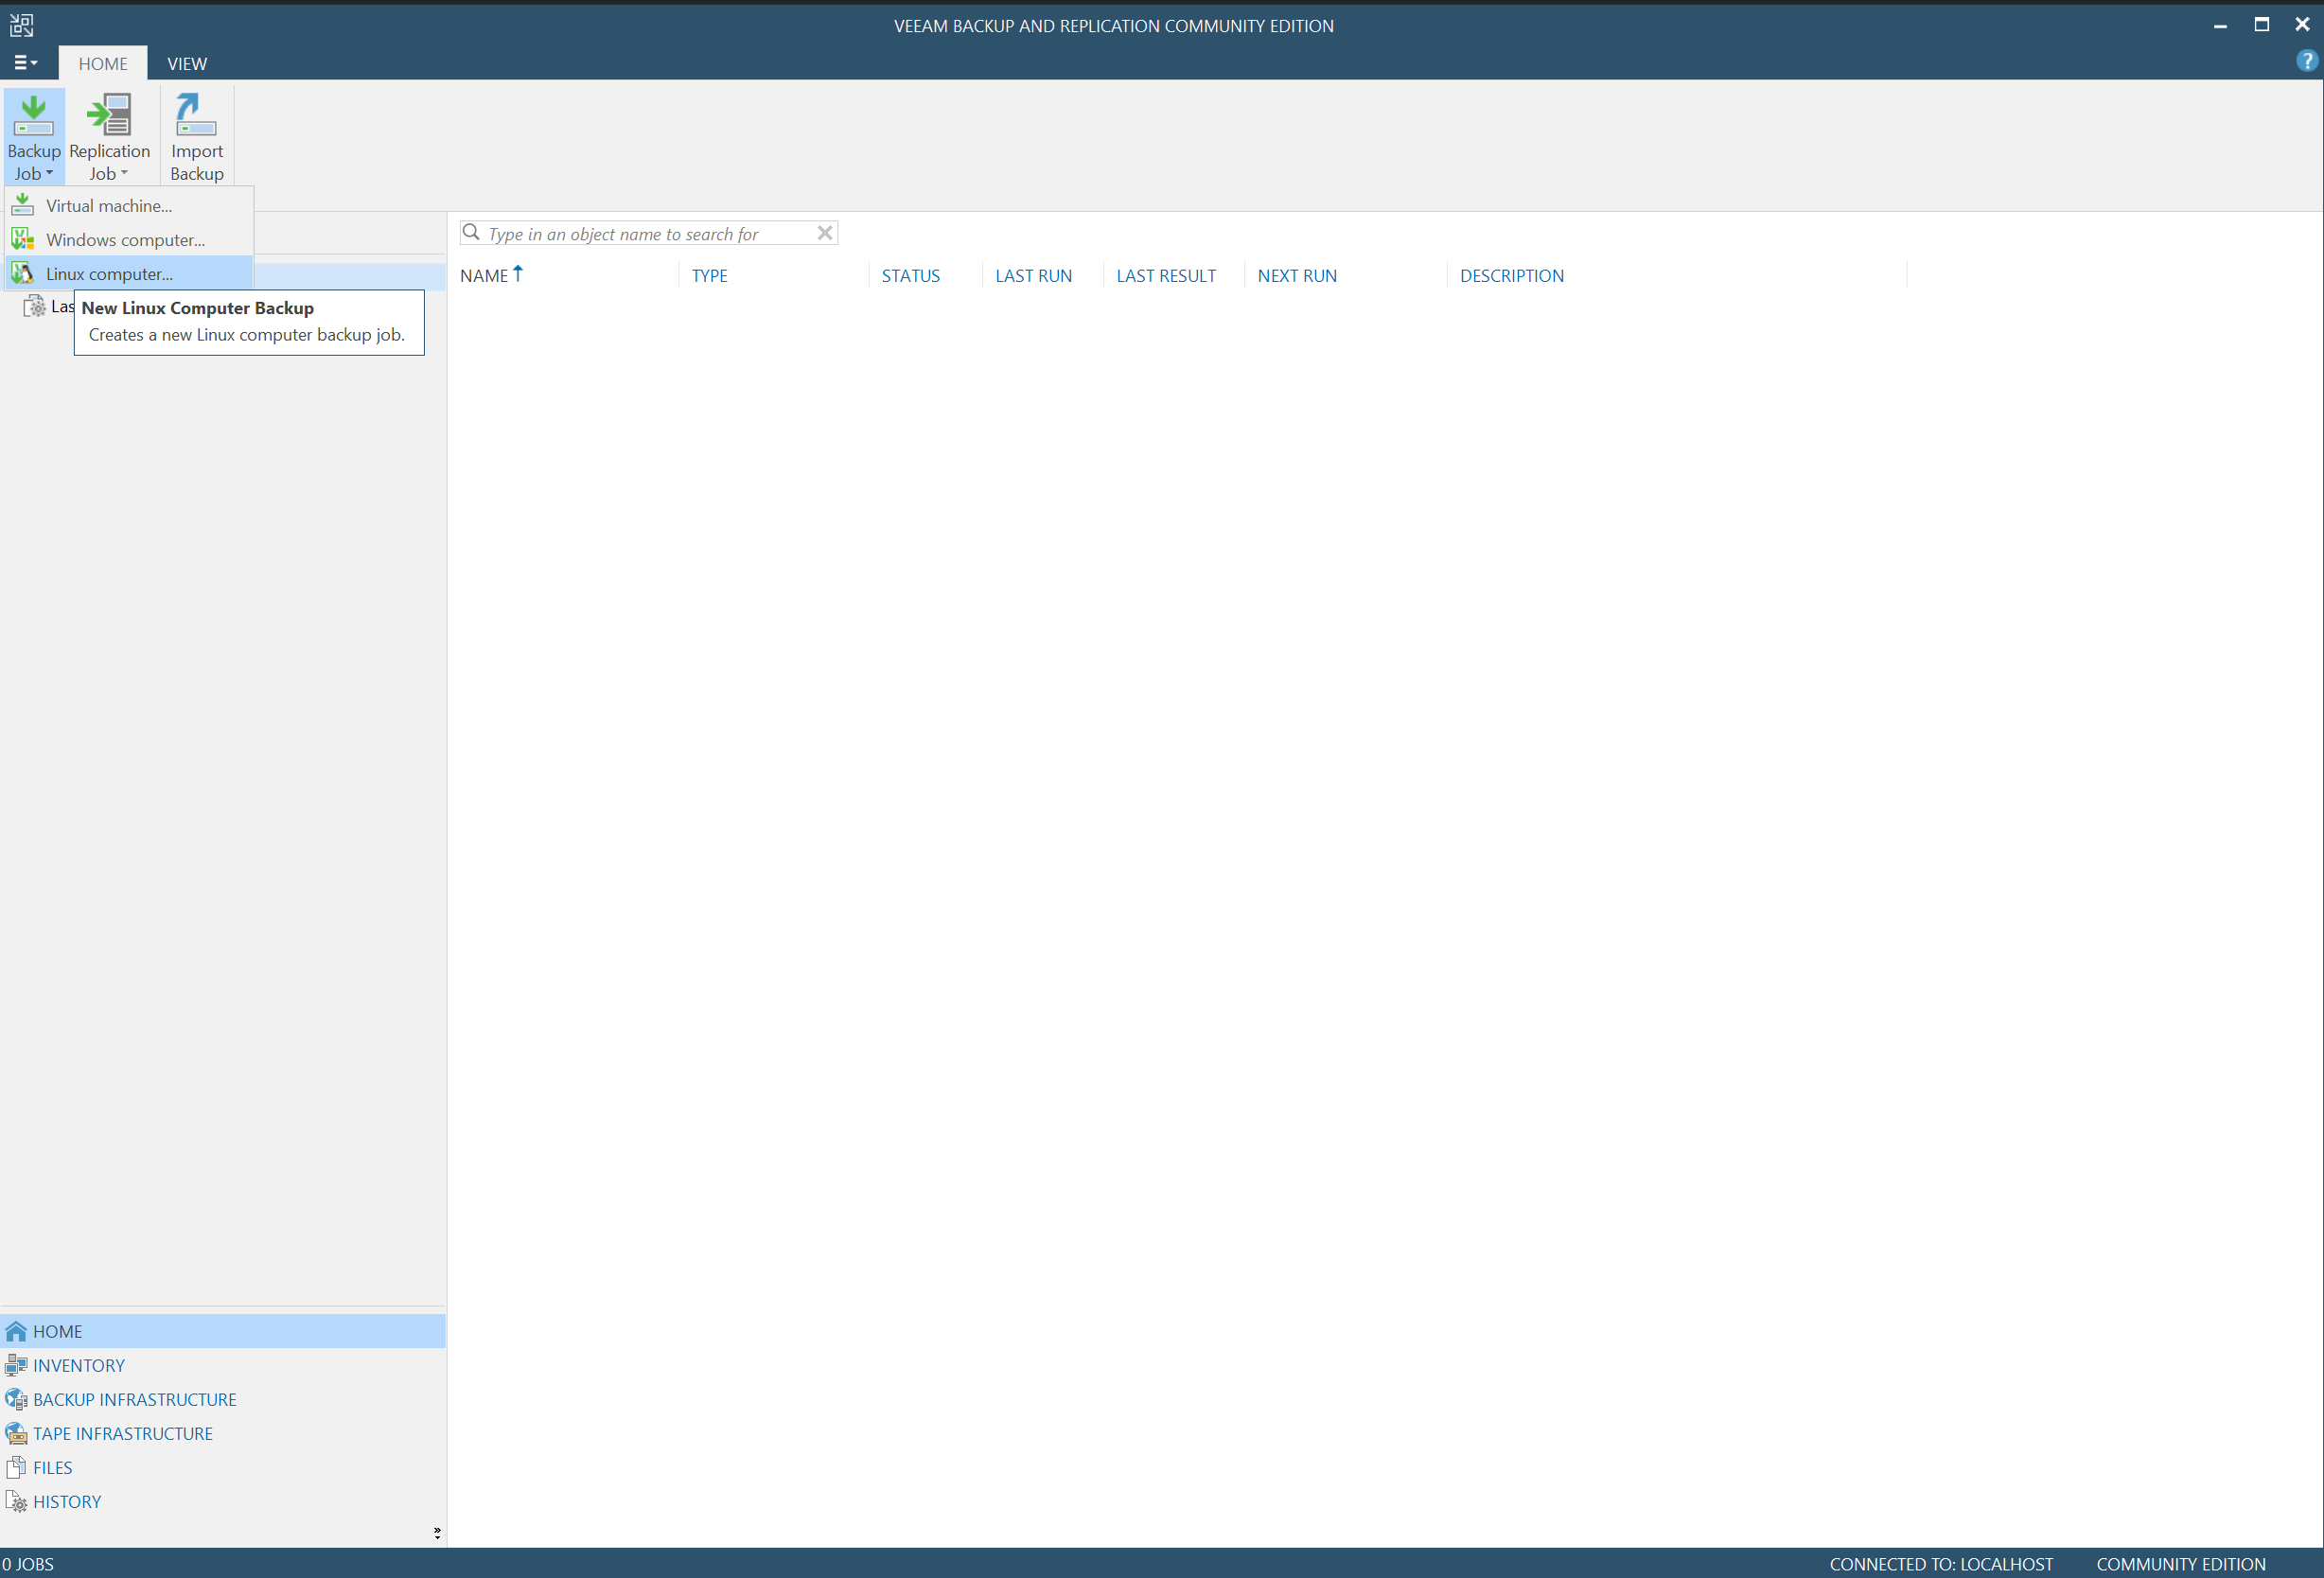 VEEAM BACKUP AND REPLICATION COMMUNITY EDITION
HOME VIEW
?
Backup Job
Replication Job
Import Backup
Virtual machine...
Windows computer...
Linux computer...
Las
New Linux Computer Backup
Creates a new Linux computer backup job.
Type in an object name to search for
NAME TYPE STATUS LAST RUN LAST RESULT NEXT RUN DESCRIPTION
HOME
INVENTORY
BACKUP INFRASTRUCTURE
TAPE INFRASTRUCTURE
FILES
HISTORY
0 JOBS CONNECTED TO: LOCALHOST COMMUNITY EDITION